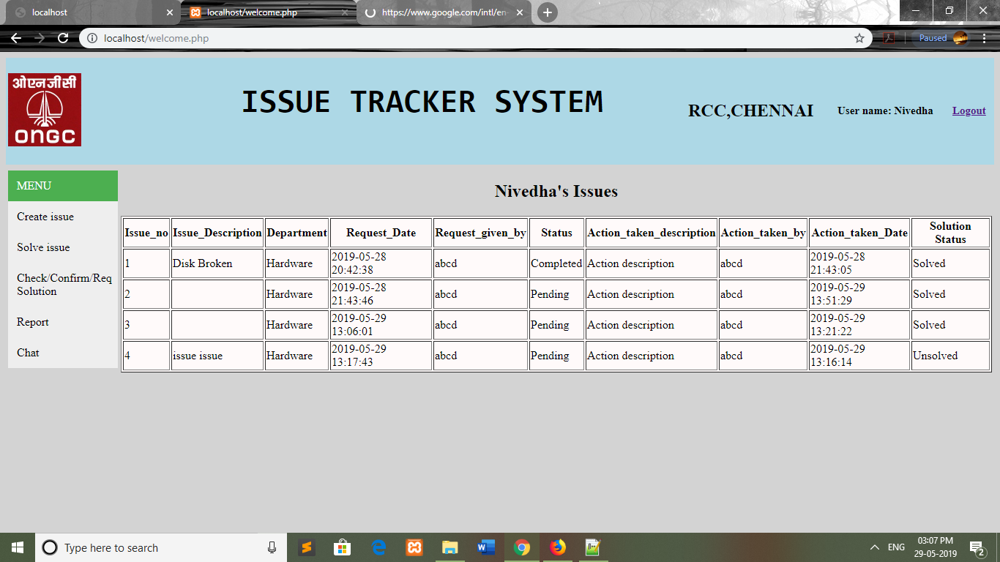 localhost
localhost/welcome.php
https://www.google.com/intl/en-
localhost/welcome.php
Paused
ओएनजीसी
ONGC
ISSUE TRACKER SYSTEM
RCC,CHENNAI
User name: Nivedha
Logout
MENU
Create issue
Solve issue
Check/Confirm/Req
Solution
Report
Chat
Nivedha's Issues
Issue_no Issue_Description Department Request_Date Request_given_by Status Action_taken_description Action_taken_by Action_taken_Date Solution Status
1 Disk Broken Hardware 2019-05-28 20:42:38 abcd Completed Action description abcd 2019-05-28 21:43:05 Solved
2 Hardware 2019-05-28 21:43:46 abcd Pending Action description abcd 2019-05-29 13:51:29 Solved
3 Hardware 2019-05-29 13:06:01 abcd Pending Action description abcd 2019-05-29 13:21:22 Solved
4 issue issue Hardware 2019-05-29 13:17:43 abcd Pending Action description abcd 2019-05-29 13:16:14 Unsolved
Type here to search
ENG
03:07 PM
29-05-2019
2